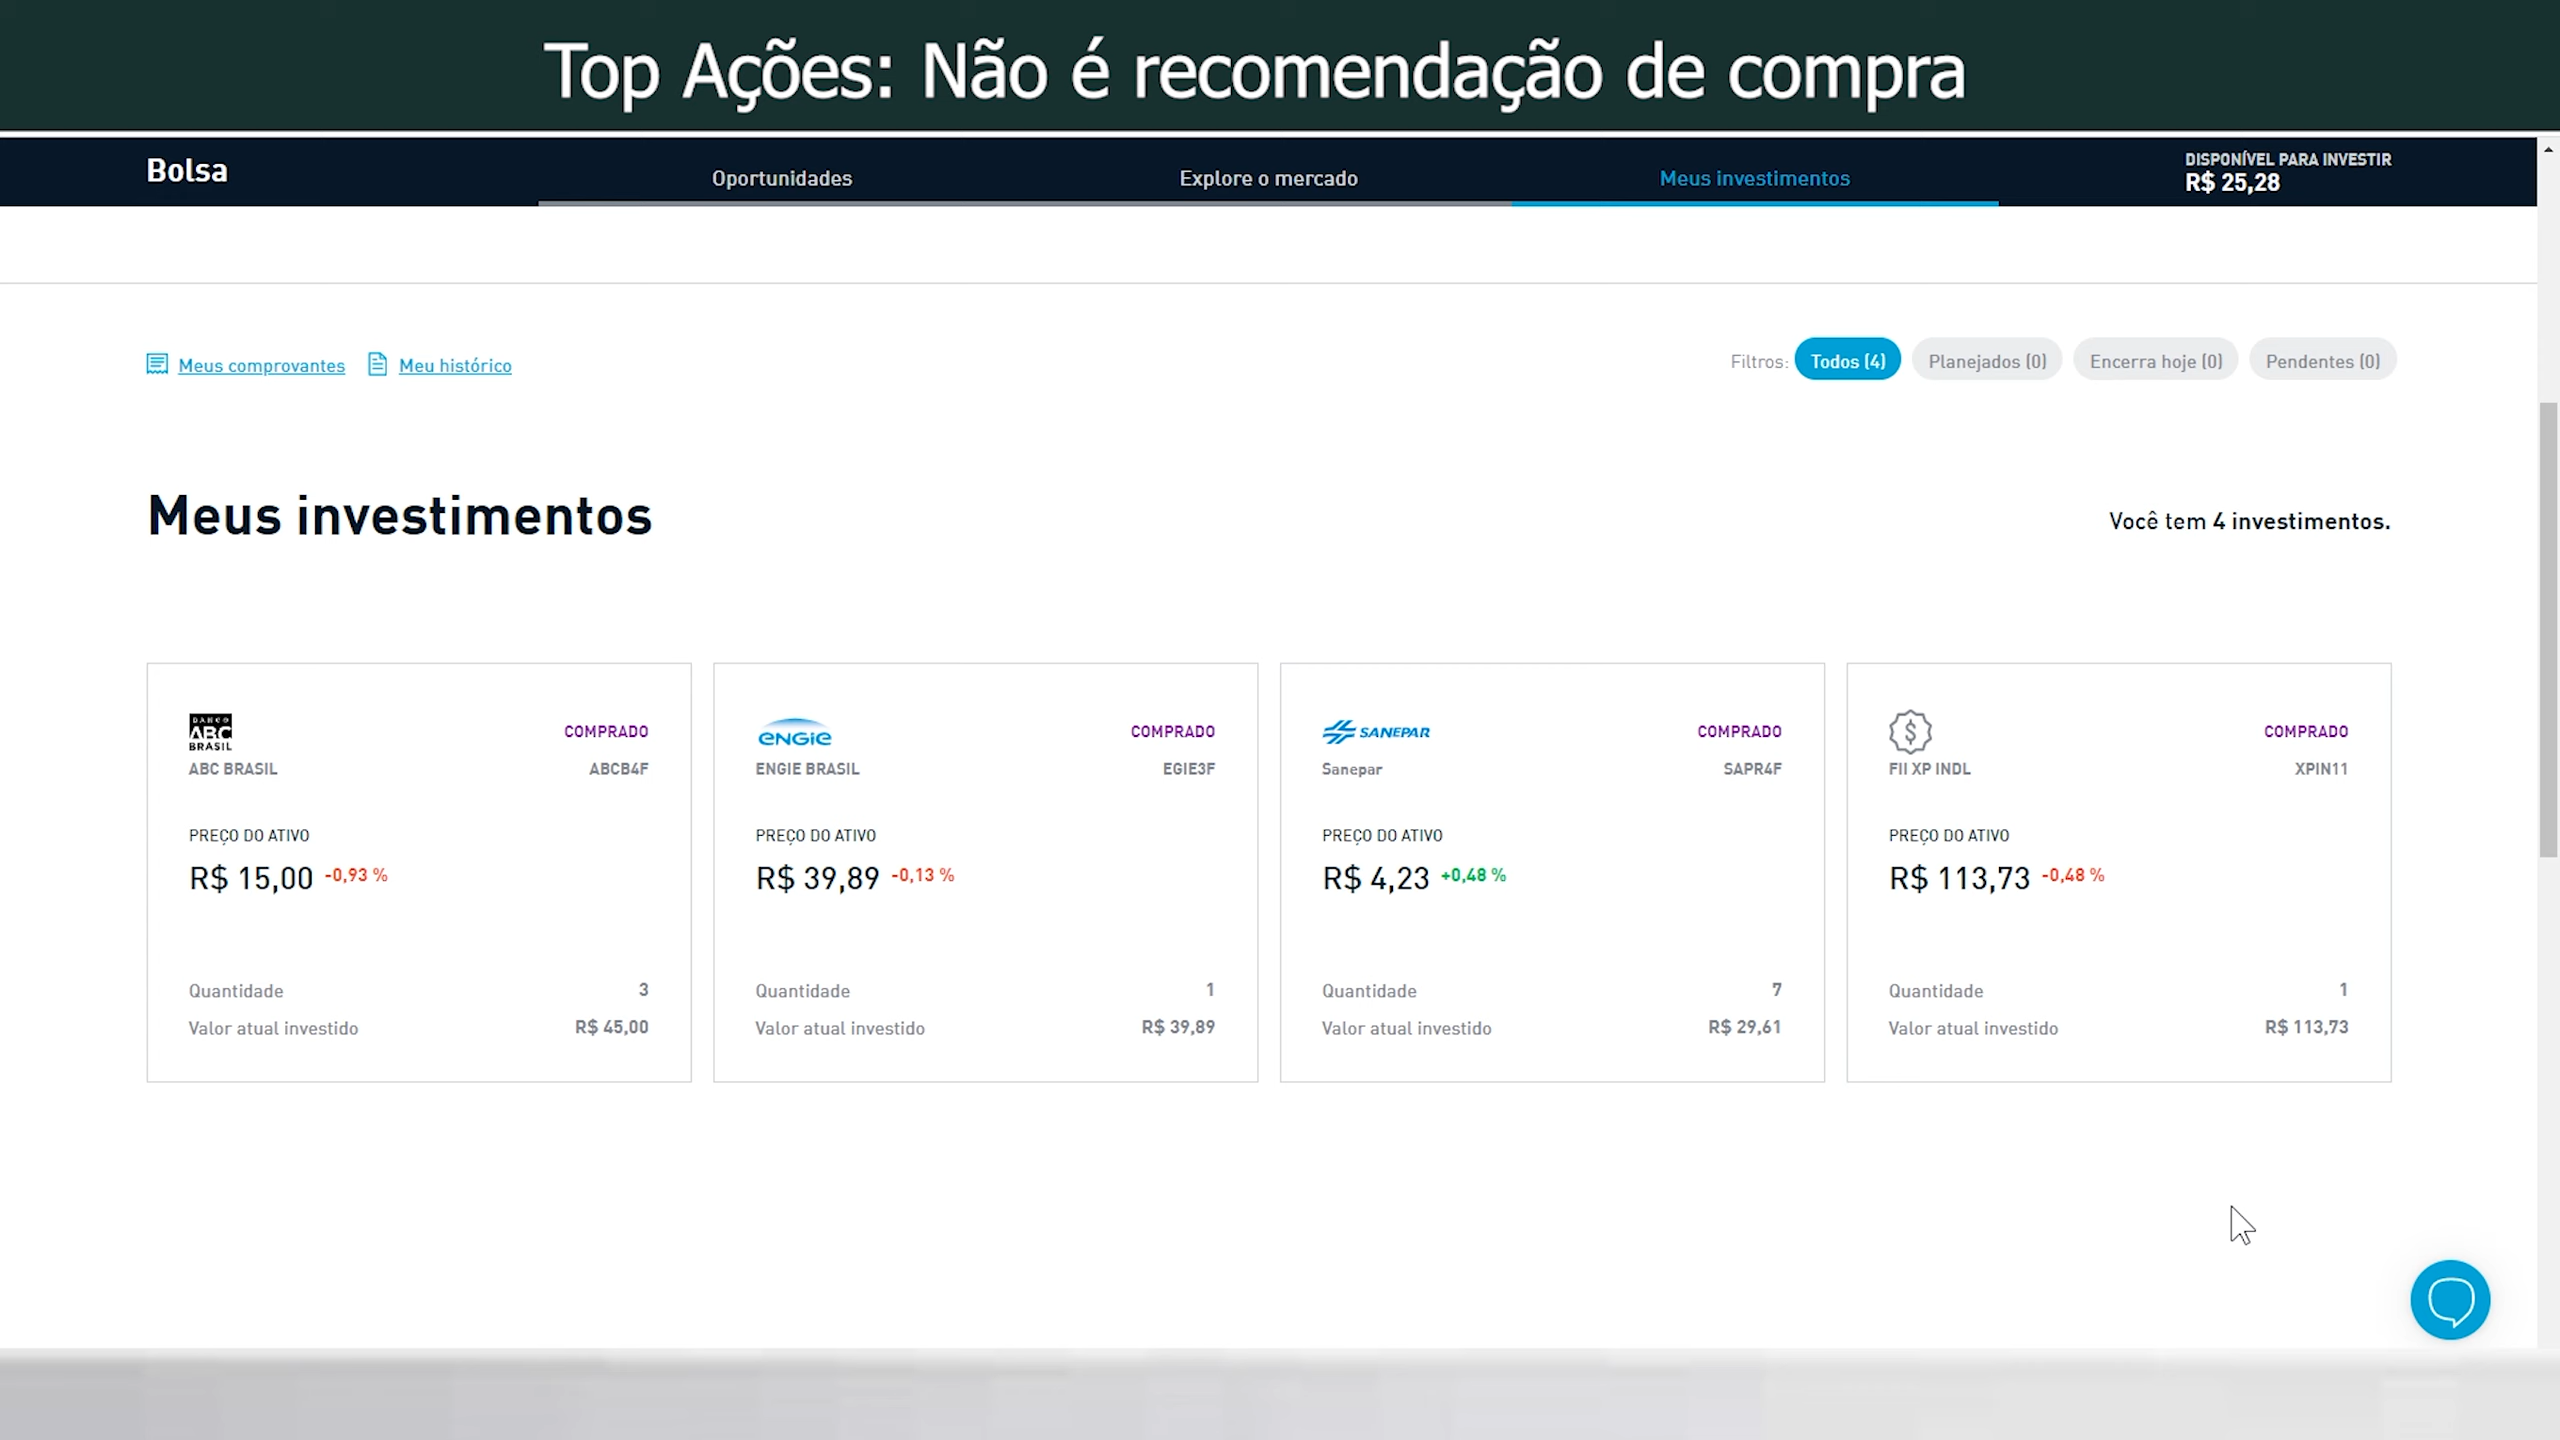 Top Ações: Não é recomendação de compra
Bolsa
Oportunidades
Explore o mercado
Meus investimentos
DISPONÍVEL PARA INVESTIR
R$ 25,28
Meus comprovantes
Meu histórico
Filtros:
Todos (4)
Planejados (0)
Encerra hoje (0)
Pendentes (0)
Meus investimentos
Você tem 4 investimentos.
BANCO
ABC
BRASIL
COMPRADO
ABC BRASIL
ABCB4F
PREÇO DO ATIVO
R$ 15,00 -0,93 %
Quantidade 3
Valor atual investido R$ 45,00
ENGIE
COMPRADO
ENGIE BRASIL
EGIE3F
PREÇO DO ATIVO
R$ 39,89 -0,13 %
Quantidade 1
Valor atual investido R$ 39,89
SANEPAR
COMPRADO
Sanepar
SAPR4F
PREÇO DO ATIVO
R$ 4,23 +0,48 %
Quantidade 7
Valor atual investido R$ 29,61
$
COMPRADO
FII XP INDL
XPIN11
PREÇO DO ATIVO
R$ 113,73 -0,48 %
Quantidade 1
Valor atual investido R$ 113,73